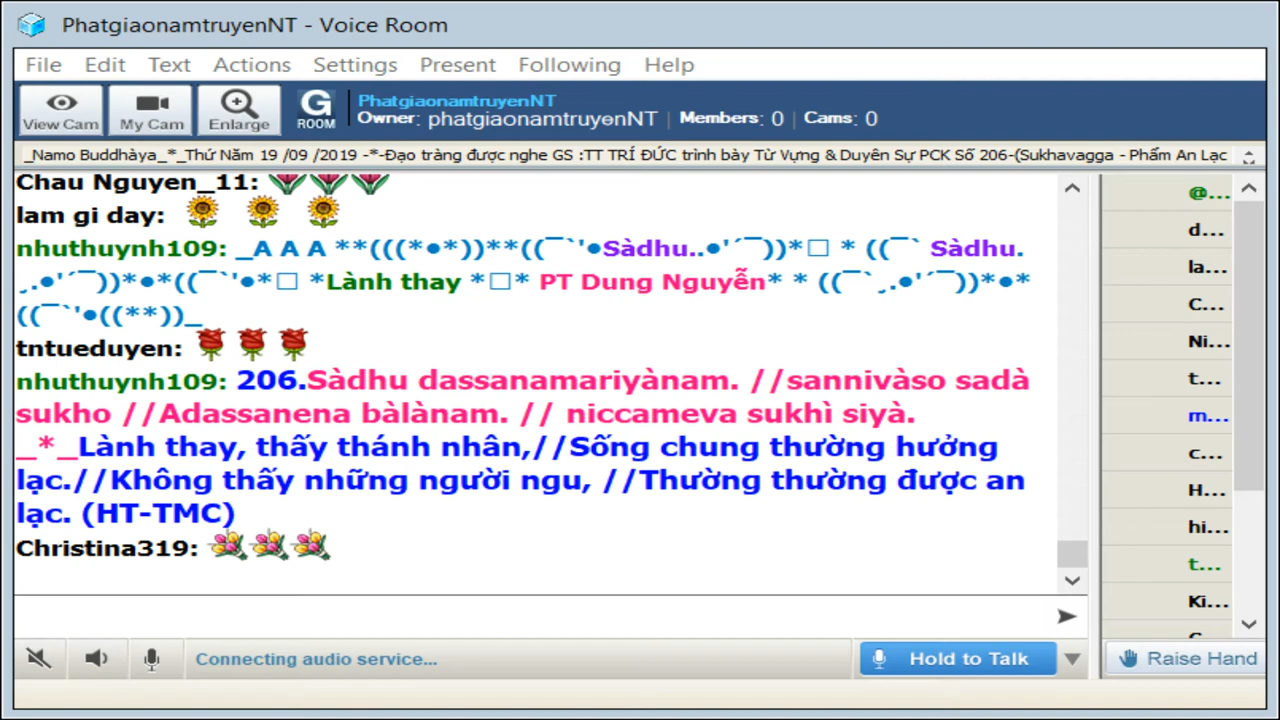 PhatgiaonamtruyenNT - Voice Room
File Edit Text Actions Settings Present Following Help
View Cam My Cam Enlarge G ROOM
PhatgiaonamtruyenNT
Owner: phatgiaonamtruyenNT | Members: 0 | Cams: 0
_Namo Buddhàya_*_Thứ Năm 19 /09 /2019 -*-Đạo tràng được nghe GS :TT TRÍ ĐỨC trình bày Từ Vựng & Duyên Sự PCK Số 206-(Sukhavagga - Phẩm An Lạc
Chau Nguyen_11:
lam gi day:
nhuthuynh109: _A A A **(((*●*))**((¯`'●Sàdhu..●'´¯))*□ * ((¯` Sàdhu.
¸.●'´¯))*●*((¯`'●*□ *Lành thay *□* PT Dung Nguyễn* * ((¯`¸.●'´¯))*●*
((¯`'●((**))_
tntueduyen:
nhuthuynh109: 206.Sàdhu dassanamariyànam. //sannivàso sadà
sukho //Adassanena bàlànam. // niccameva sukhì siyà.
_*_Lành thay, thấy thánh nhân,//Sống chung thường hưởng
lạc.//Không thấy những người ngu, //Thường thường được an
lạc. (HT-TMC)
Christina319:
@...
d...
la...
C...
Ni...
t...
m...
c...
H...
hi...
t...
Ki...
Connecting audio service...
Hold to Talk
Raise Hand